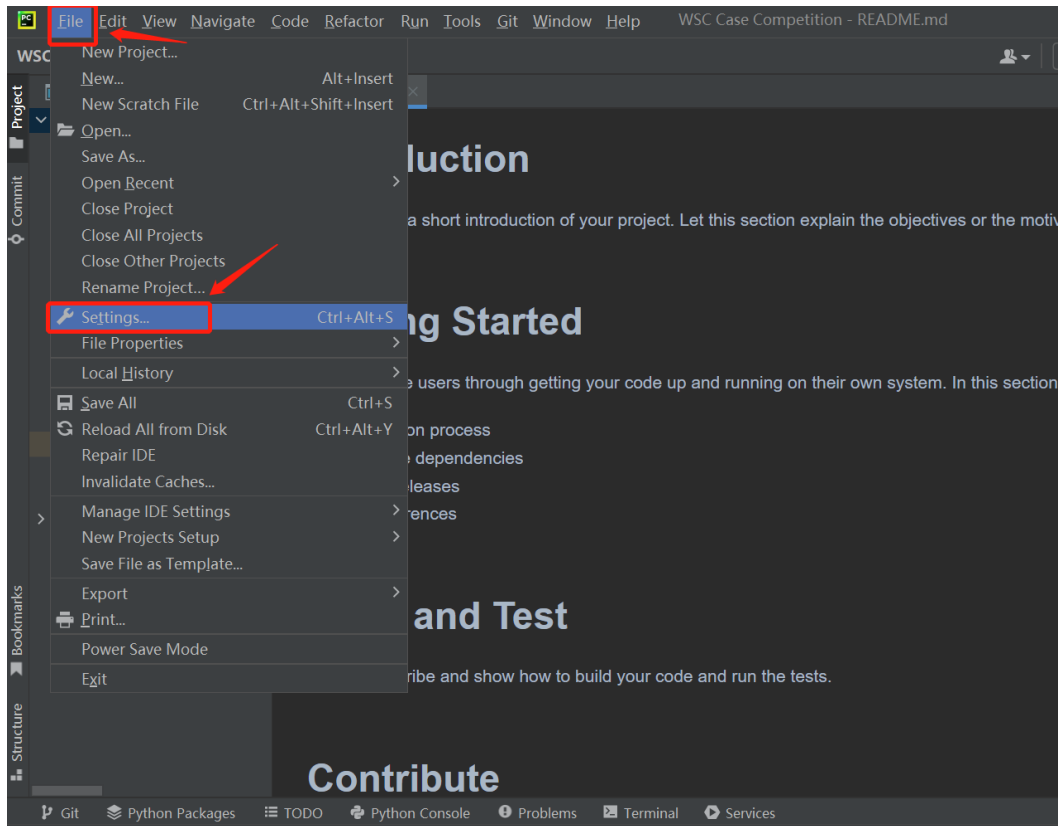 PC File Edit View Navigate Code Refactor Run Tools Git Window Help WSC Case Competition - README.md
WSC
New Project...
New... Alt+Insert
New Scratch File Ctrl+Alt+Shift+Insert
Open...
Save As...
Open Recent
Close Project
Close All Projects
Close Other Projects
Rename Project...
Settings... Ctrl+Alt+S
File Properties
Local History
Save All Ctrl+S
Reload All from Disk Ctrl+Alt+Y
Repair IDE
Invalidate Caches...
Manage IDE Settings
New Projects Setup
Save File as Template...
Export
Print...
Power Save Mode
Exit
Project
Commit
Bookmarks
Structure
luction
a short introduction of your project. Let this section explain the objectives or the motiv
ng Started
users through getting your code up and running on their own system. In this section
on process
dependencies
leases
rences
and Test
ribe and show how to build your code and run the tests.
Contribute
Git Python Packages TODO Python Console Problems Terminal Services